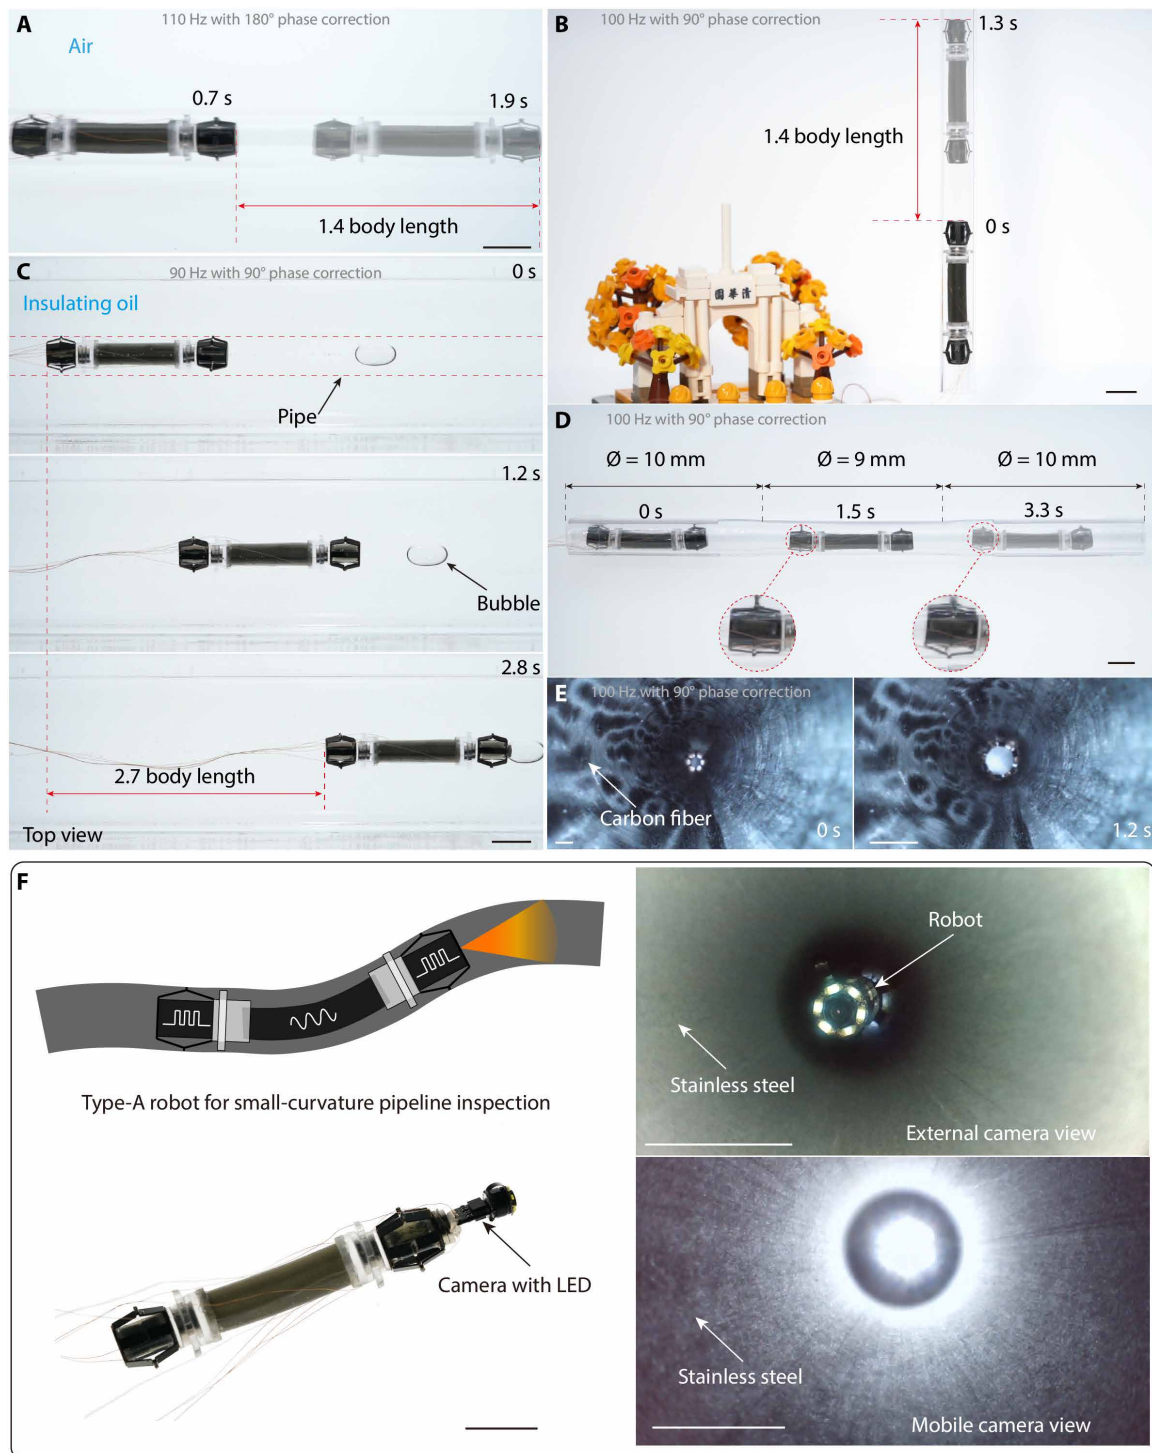 A
110 Hz with 180° phase correction
Air
0.7 s
1.9 s
1.4 body length
B
100 Hz with 90° phase correction
1.3 s
1.4 body length
0 s
園華清
C
90 Hz with 90° phase correction
0 s
Insulating oil
Pipe
1.2 s
Bubble
2.8 s
2.7 body length
Top view
D
100 Hz with 90° phase correction
Ø = 10 mm
Ø = 9 mm
Ø = 10 mm
0 s
1.5 s
3.3 s
E
100 Hz with 90° phase correction
Carbon fiber
0 s
1.2 s
F
Type-A robot for small-curvature pipeline inspection
Camera with LED
Robot
Stainless steel
External camera view
Stainless steel
Mobile camera view